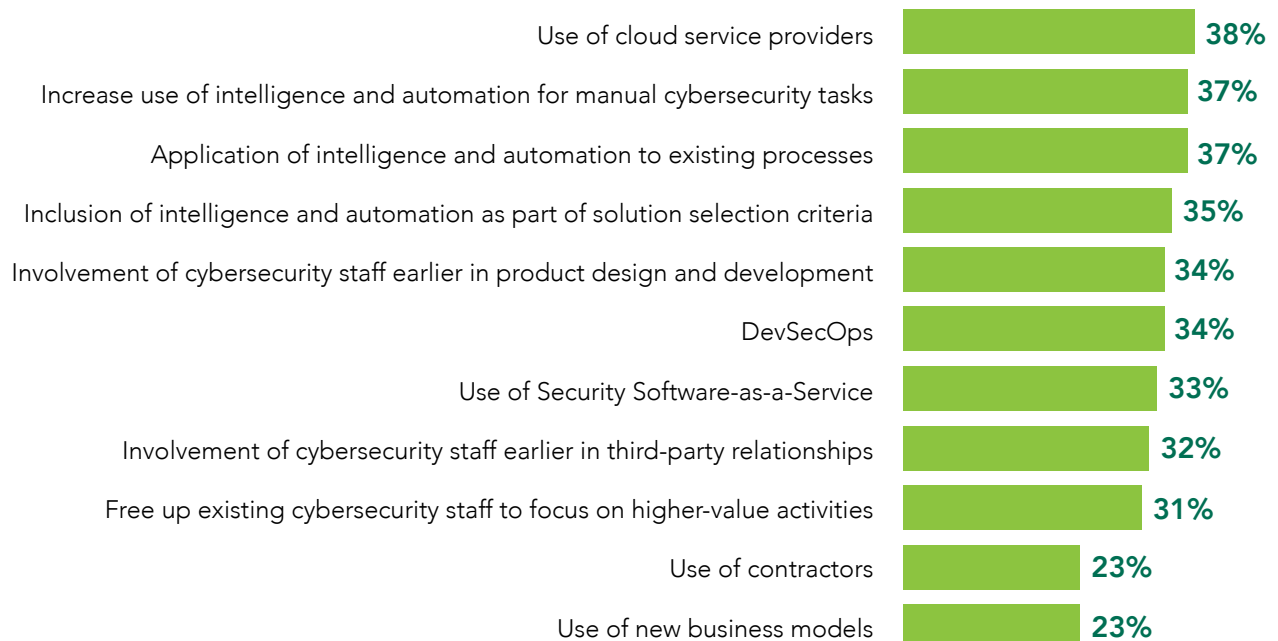 Use of cloud service providers 38%
Increase use of intelligence and automation for manual cybersecurity tasks 37%
Application of intelligence and automation to existing processes 37%
Inclusion of intelligence and automation as part of solution selection criteria 35%
Involvement of cybersecurity staff earlier in product design and development 34%
DevSecOps 34%
Use of Security Software-as-a-Service 33%
Involvement of cybersecurity staff earlier in third-party relationships 32%
Free up existing cybersecurity staff to focus on higher-value activities 31%
Use of contractors 23%
Use of new business models 23%